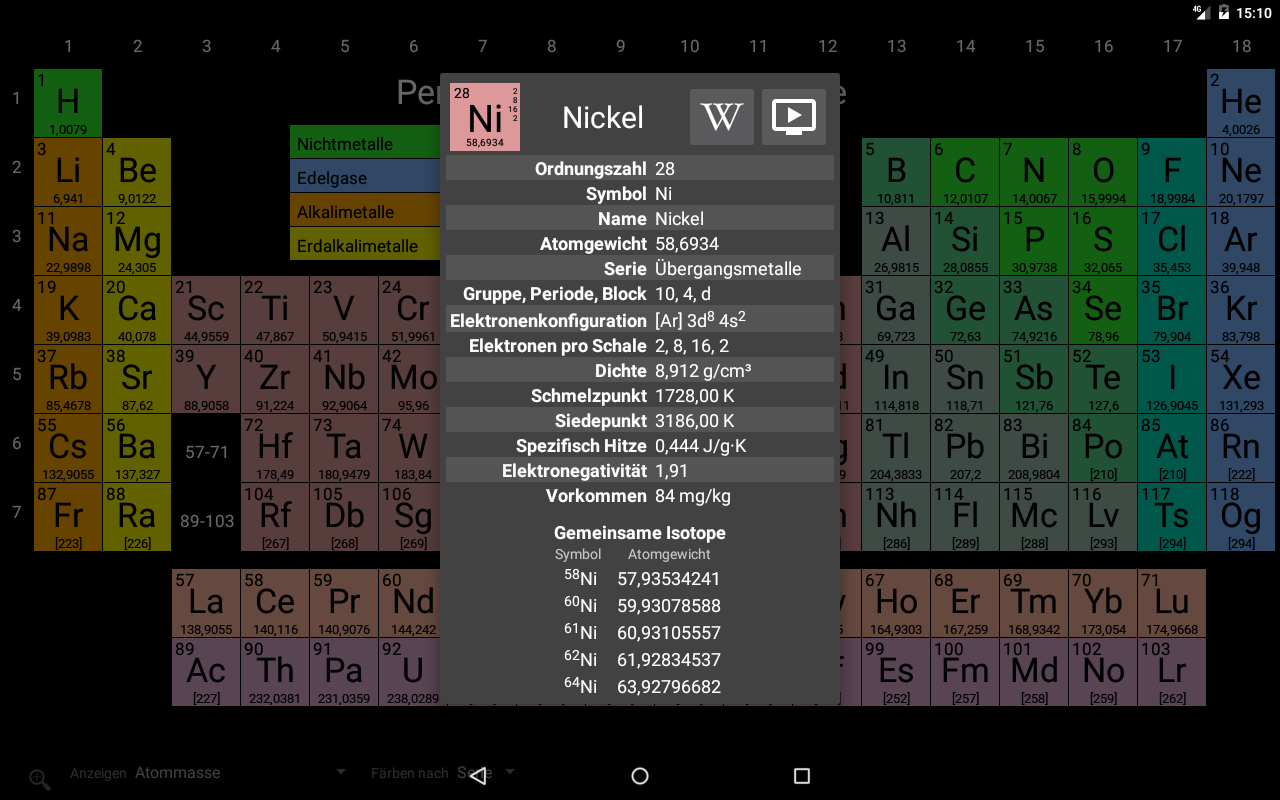 4G 15:10
1 2 3 4 5 6 7 8 9 10 11 12 13 14 15 16 17 18
1
1 H 1,0079
2 He 4,0026
28 Ni 58,6934 2 8 16 2
Nickel
W
Nichtmetalle
Edelgase
Alkalimetalle
Erdalkalimetalle
2
3 Li 6,941
4 Be 9,0122
5 B 10,811
6 C 12,0107
7 N 14,0067
8 O 15,9994
9 F 18,9984
10 Ne 20,1797
3
11 Na 22,9898
12 Mg 24,305
13 Al 26,9815
14 Si 28,0855
15 P 30,9738
16 S 32,065
17 Cl 35,453
18 Ar 39,948
4
19 K 39,0983
20 Ca 40,078
21 Sc 44,9559
22 Ti 47,867
23 V 50,9415
24 Cr 51,9961
31 Ga 69,723
32 Ge 72,63
33 As 74,9216
34 Se 78,96
35 Br 79,904
36 Kr 83,798
5
37 Rb 85,4678
38 Sr 87,62
39 Y 88,9058
40 Zr 91,224
41 Nb 92,9064
42 Mo 95,96
49 In 114,818
50 Sn 118,71
51 Sb 121,76
52 Te 127,6
53 I 126,9045
54 Xe 131,293
6
55 Cs 132,9055
56 Ba 137,327
57-71
72 Hf 178,49
73 Ta 180,9479
74 W 183,84
81 Tl 204,3833
82 Pb 207,2
83 Bi 208,9804
84 Po [210]
85 At [210]
86 Rn [222]
7
87 Fr [223]
88 Ra [226]
89-103
104 Rf [267]
105 Db [268]
106 Sg [269]
113 Nh [286]
114 Fl [289]
115 Mc [288]
116 Lv [293]
117 Ts [294]
118 Og [294]
57 La 138,9055
58 Ce 140,116
59 Pr 140,9076
60 Nd 144,242
67 Ho 164,9303
68 Er 167,259
69 Tm 168,9342
70 Yb 173,054
71 Lu 174,9668
89 Ac [227]
90 Th 232,0381
91 Pa 231,0359
92 U 238,0289
99 Es [252]
100 Fm [257]
101 Md [258]
102 No [259]
103 Lr [262]
Ordnungszahl 28
Symbol Ni
Name Nickel
Atomgewicht 58,6934
Serie Übergangsmetalle
Gruppe, Periode, Block 10, 4, d
Elektronenkonfiguration [Ar] 3d⁸ 4s²
Elektronen pro Schale 2, 8, 16, 2
Dichte 8,912 g/cm³
Schmelzpunkt 1728,00 K
Siedepunkt 3186,00 K
Spezifisch Hitze 0,444 J/g·K
Elektronegativität 1,91
Vorkommen 84 mg/kg
Gemeinsame Isotope
Symbol Atomgewicht
⁵⁸Ni 57,93534241
⁶⁰Ni 59,93078588
⁶¹Ni 60,93105557
⁶²Ni 61,92834537
⁶⁴Ni 63,92796682
Anzeigen Atommasse Färben nach Serie